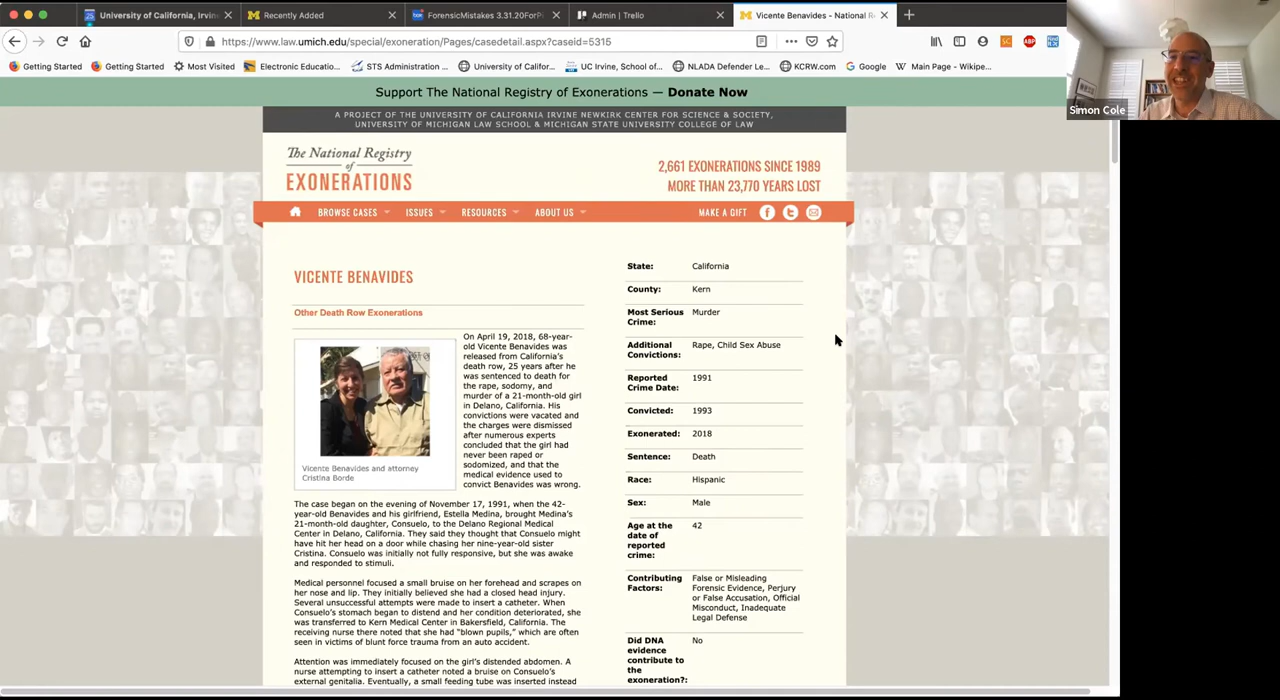 University of California, Irvine
Recently Added
ForensicMistakes 3.31.20ForPr
Admin | Trello
Vicente Benavides - National R
https://www.law.umich.edu/special/exoneration/Pages/casedetail.aspx?caseid=5315
Getting Started
Getting Started
Most Visited
Electronic Educatio...
STS Administration ...
University of Califor...
UC Irvine, School of...
NLADA Defender Le...
KCRW.com
Google
Main Page - Wikipe...
Simon Cole
Support The National Registry of Exonerations — Donate Now
A PROJECT OF THE UNIVERSITY OF CALIFORNIA IRVINE NEWKIRK CENTER FOR SCIENCE & SOCIETY,
UNIVERSITY OF MICHIGAN LAW SCHOOL & MICHIGAN STATE UNIVERSITY COLLEGE OF LAW
The National Registry
of
EXONERATIONS
2,661 EXONERATIONS SINCE 1989
MORE THAN 23,770 YEARS LOST
BROWSE CASES
ISSUES
RESOURCES
ABOUT US
MAKE A GIFT
VICENTE BENAVIDES
Other Death Row Exonerations
On April 19, 2018, 68-year-
old Vicente Benavides was
released from California's
death row, 25 years after he
was sentenced to death for
the rape, sodomy, and
murder of a 21-month-old girl
in Delano, California. His
convictions were vacated and
the charges were dismissed
after numerous experts
concluded that the girl had
never been raped or
sodomized, and that the
medical evidence used to
convict Benavides was wrong.
Vicente Benavides and attorney
Cristina Borde
The case began on the evening of November 17, 1991, when the 42-
year-old Benavides and his girlfriend, Estella Medina, brought Medina's
21-month-old daughter, Consuelo, to the Delano Regional Medical
Center in Delano, California. They said they thought that Consuelo might
have hit her head on a door while chasing her nine-year-old sister
Cristina. Consuelo was initially not fully responsive, but she was awake
and responded to stimuli.
Medical personnel focused a small bruise on her forehead and scrapes on
her nose and lip. They initially believed she had a closed head injury.
Several unsuccessful attempts were made to insert a catheter. When
Consuelo's stomach began to distend and her condition deteriorated, she
was transferred to Kern Medical Center in Bakersfield, California. The
receiving nurse there noted that she had "blown pupils," which are often
seen in victims of blunt force trauma from an auto accident.
Attention was immediately focused on the girl's distended abdomen. A
nurse attempting to insert a catheter noted a bruise on Consuelo's
external genitalia. Eventually, a small feeding tube was inserted instead
State: California
County: Kern
Most Serious Murder
Crime:
Additional Rape, Child Sex Abuse
Convictions:
Reported 1991
Crime Date:
Convicted: 1993
Exonerated: 2018
Sentence: Death
Race: Hispanic
Sex: Male
Age at the 42
date of
reported
crime:
Contributing False or Misleading
Factors: Forensic Evidence, Perjury
or False Accusation, Official
Misconduct, Inadequate
Legal Defense
Did DNA No
evidence
contribute to
the
exoneration?: